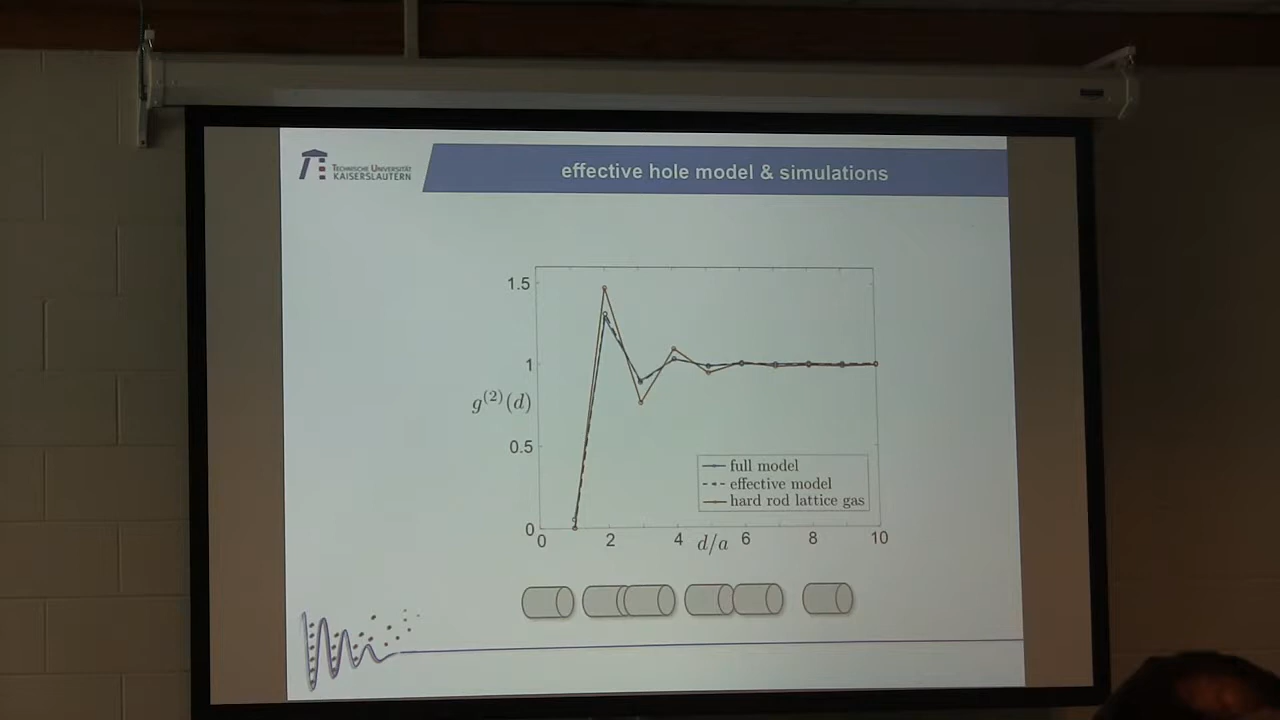 TECHNISCHE UNIVERSITÄT
KAISERSLAUTERN
effective hole model & simulations
1.5
1
g^{(2)}(d)
0.5
0
full model
effective model
hard rod lattice gas
0 2 4 d/a 6 8 10